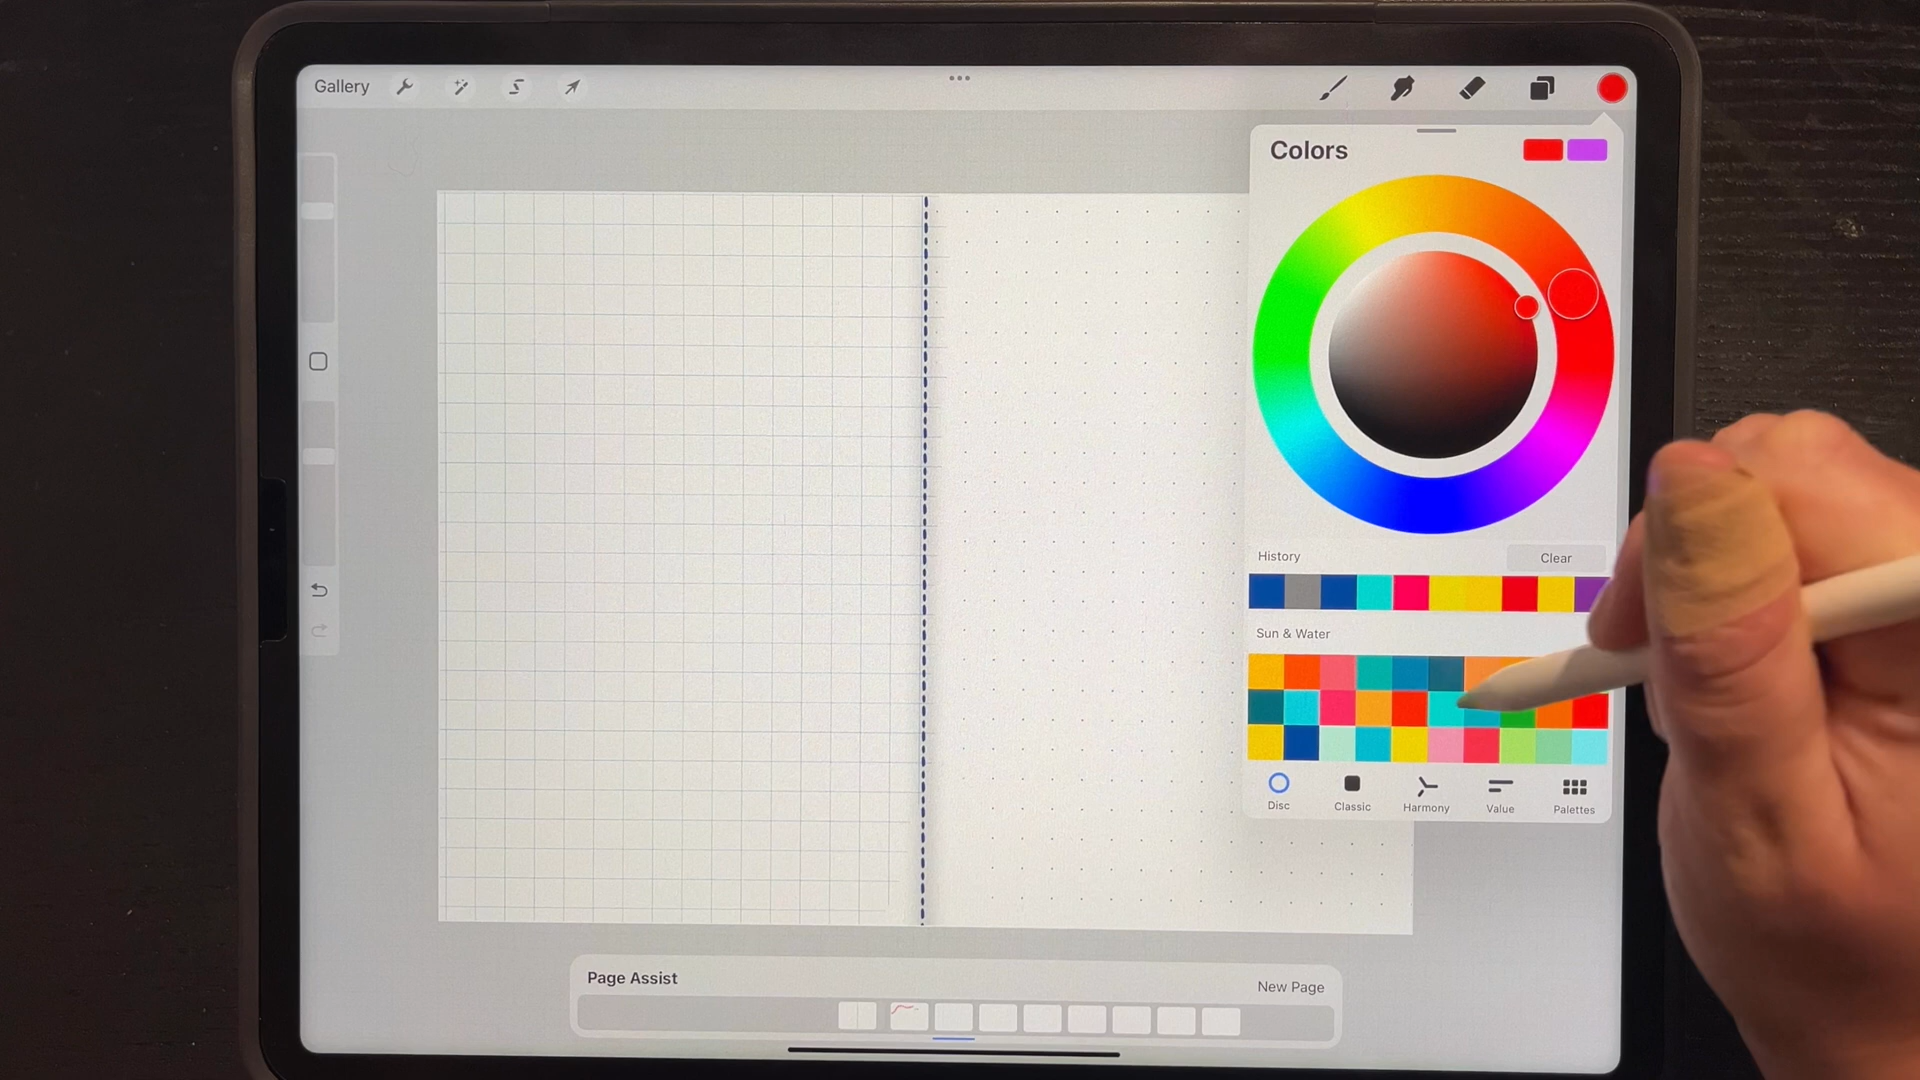 Gallery
Colors
History
Clear
Sun & Water
Disc
Classic
Harmony
Value
Palettes
Page Assist
New Page